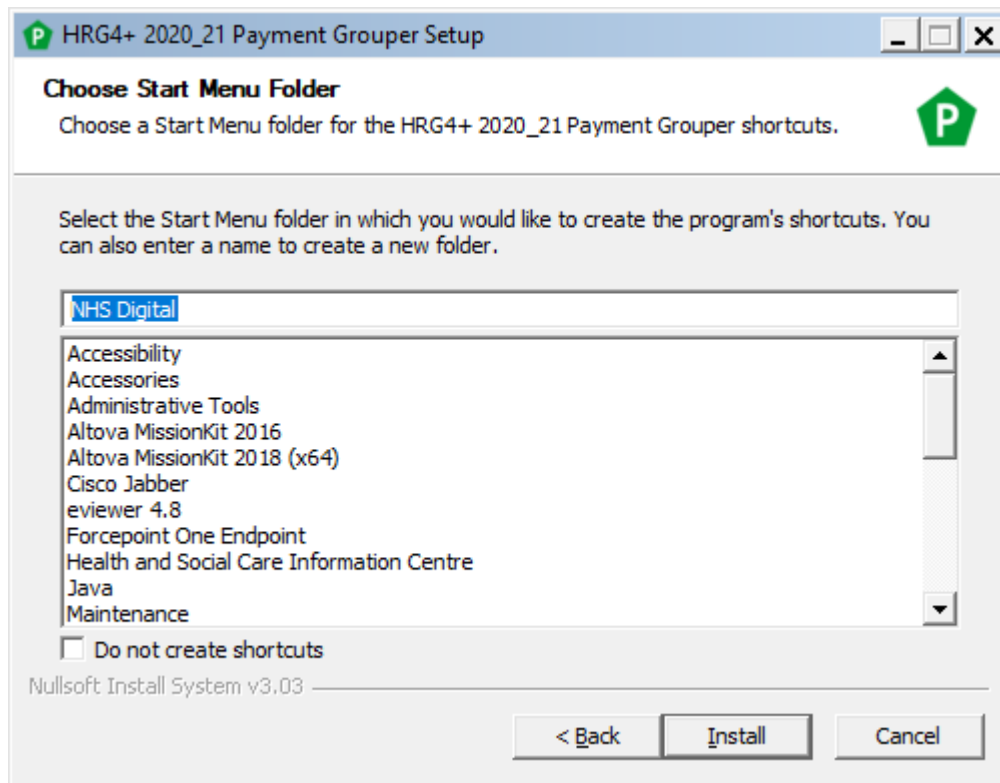 HRG4+ 2020_21 Payment Grouper Setup
Choose Start Menu Folder
Choose a Start Menu folder for the HRG4+ 2020_21 Payment Grouper shortcuts.
P
Select the Start Menu folder in which you would like to create the program's shortcuts. You
can also enter a name to create a new folder.
NHS Digital
Accessibility
Accessories
Administrative Tools
Altova MissionKit 2016
Altova MissionKit 2018 (x64)
Cisco Jabber
eviewer 4.8
Forcepoint One Endpoint
Health and Social Care Information Centre
Java
Maintenance
Do not create shortcuts
Nullsoft Install System v3.03
< Back Install Cancel